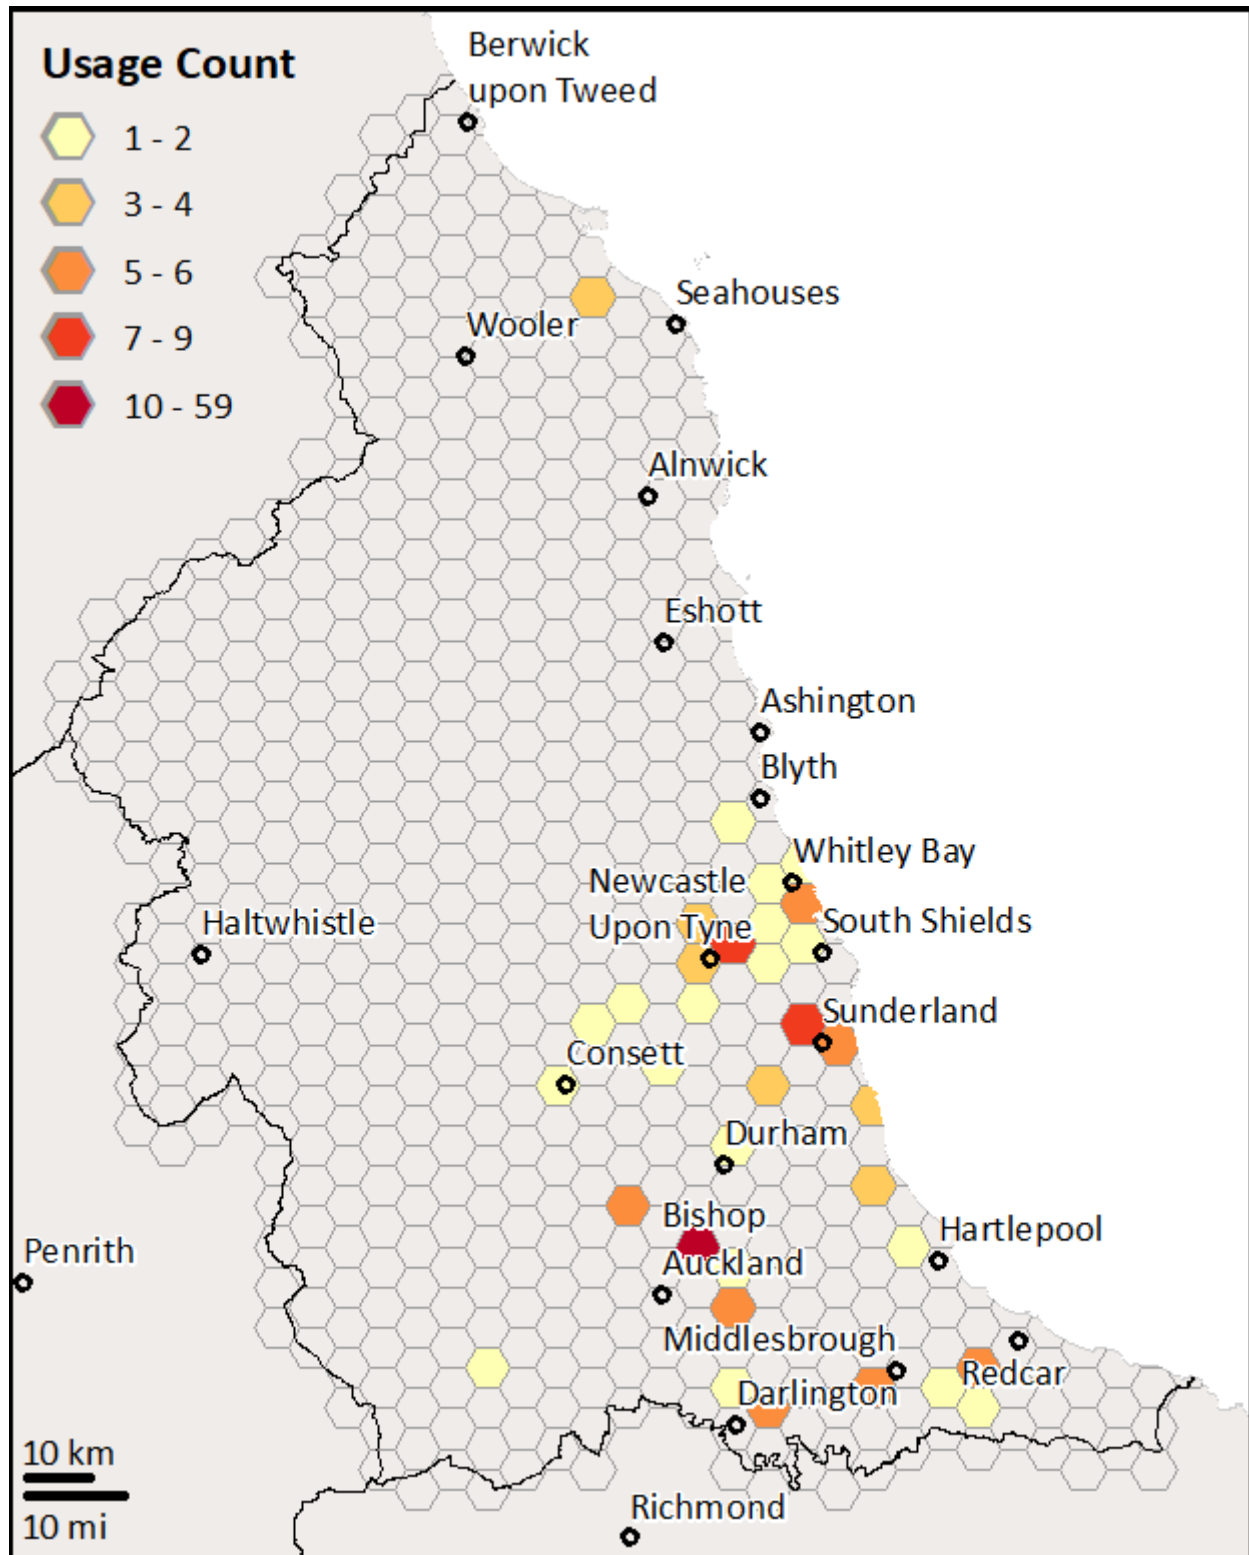 Usage Count
1 - 2
3 - 4
5 - 6
7 - 9
10 - 59
Berwick
upon Tweed
Seahouses
Wooler
Alnwick
Eshott
Ashington
Blyth
Whitley Bay
Newcastle
Upon Tyne
South Shields
Haltwhistle
Sunderland
Consett
Durham
Bishop
Auckland
Hartlepool
Penrith
Middlesbrough
Redcar
Darlington
10 km
10 mi
Richmond